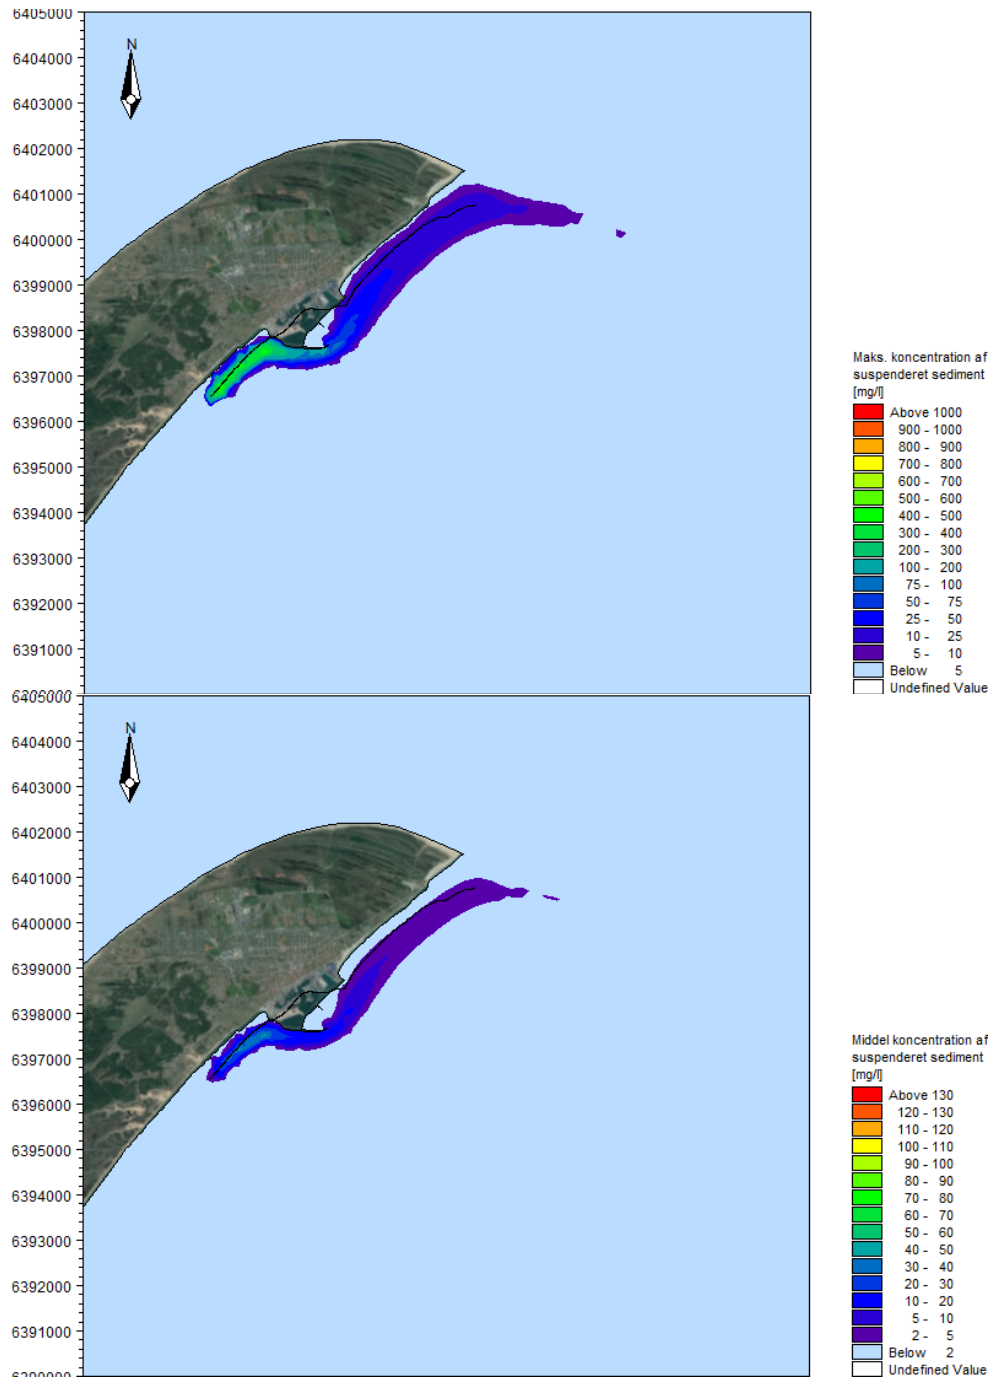 6405000
6404000
N
6403000
6402000
6401000
6400000
6399000
6398000
6397000
6396000
6395000
6394000
6393000
6392000
6391000
Maks. koncentration af
suspenderet sediment
[mg/l]
Above 1000
900 - 1000
800 - 900
700 - 800
600 - 700
500 - 600
400 - 500
300 - 400
200 - 300
100 - 200
75 - 100
50 - 75
25 - 50
10 - 25
5 - 10
Below 5
Undefined Value
6405000
6404000
N
6403000
6402000
6401000
6400000
6399000
6398000
6397000
6396000
6395000
6394000
6393000
6392000
6391000
Middel koncentration af
suspenderet sediment
[mg/l]
Above 130
120 - 130
110 - 120
100 - 110
90 - 100
80 - 90
70 - 80
60 - 70
50 - 60
40 - 50
30 - 40
20 - 30
10 - 20
5 - 10
2 - 5
Below 2
Undefined Value